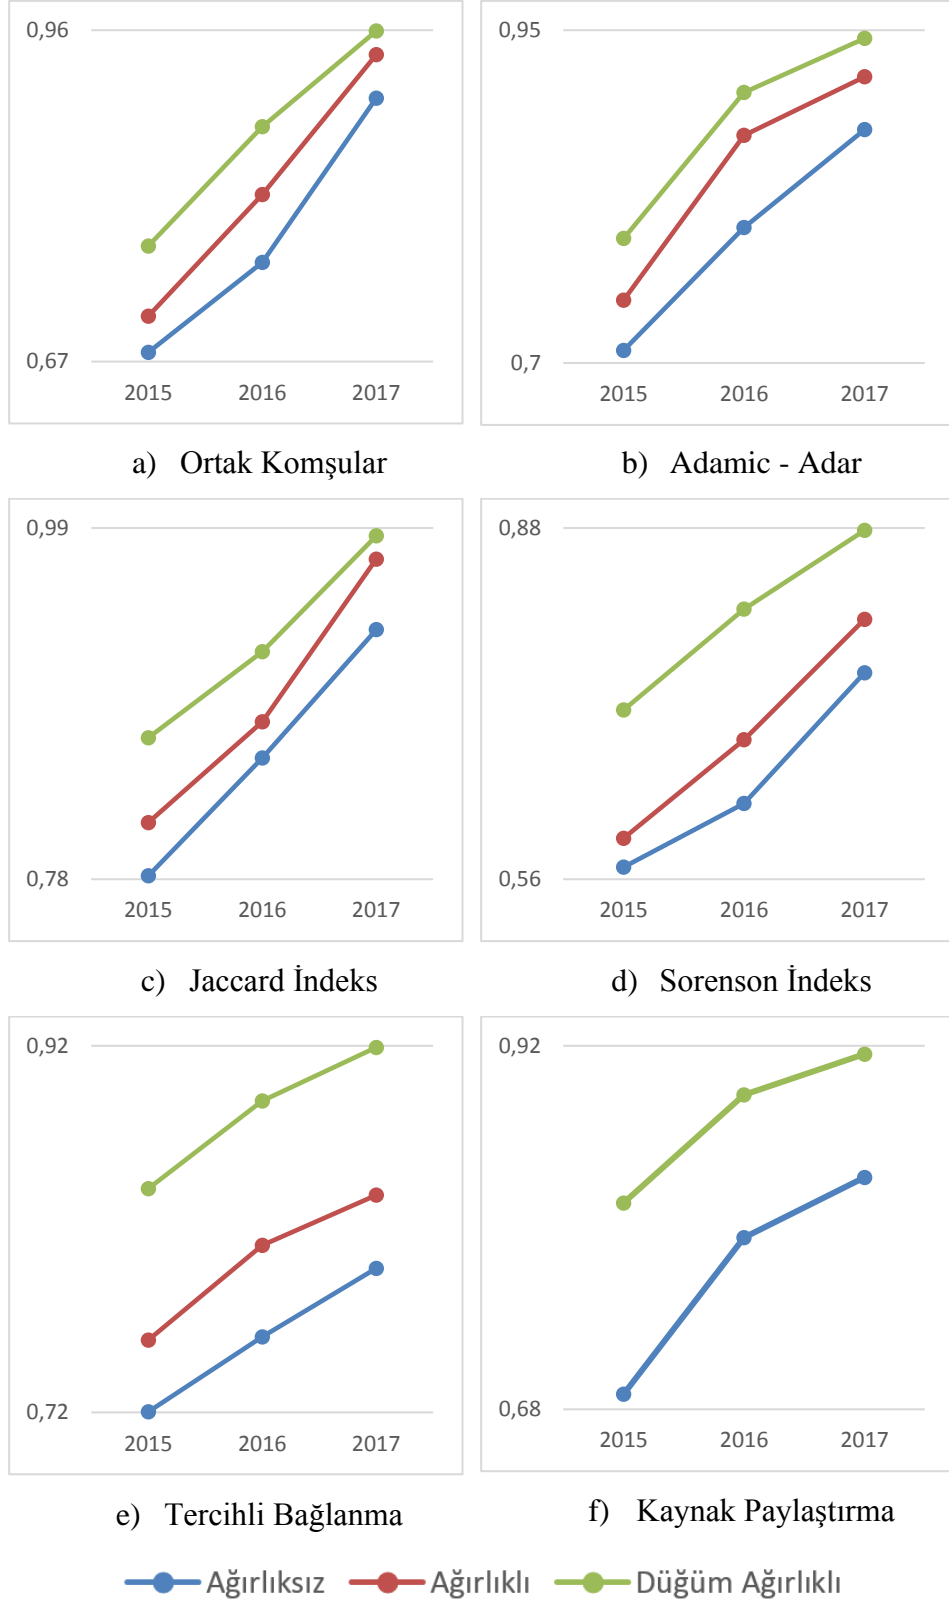 0,96
0,67
2015 2016 2017
a) Ortak Komşular
0,95
0,7
2015 2016 2017
b) Adamic - Adar
0,99
0,78
2015 2016 2017
c) Jaccard İndeks
0,88
0,56
2015 2016 2017
d) Sorenson İndeks
0,92
0,72
2015 2016 2017
e) Tercihli Bağlanma
0,92
0,68
2015 2016 2017
f) Kaynak Paylaştırma
Ağırlıksız Ağırlıklı Düğüm Ağırlıklı